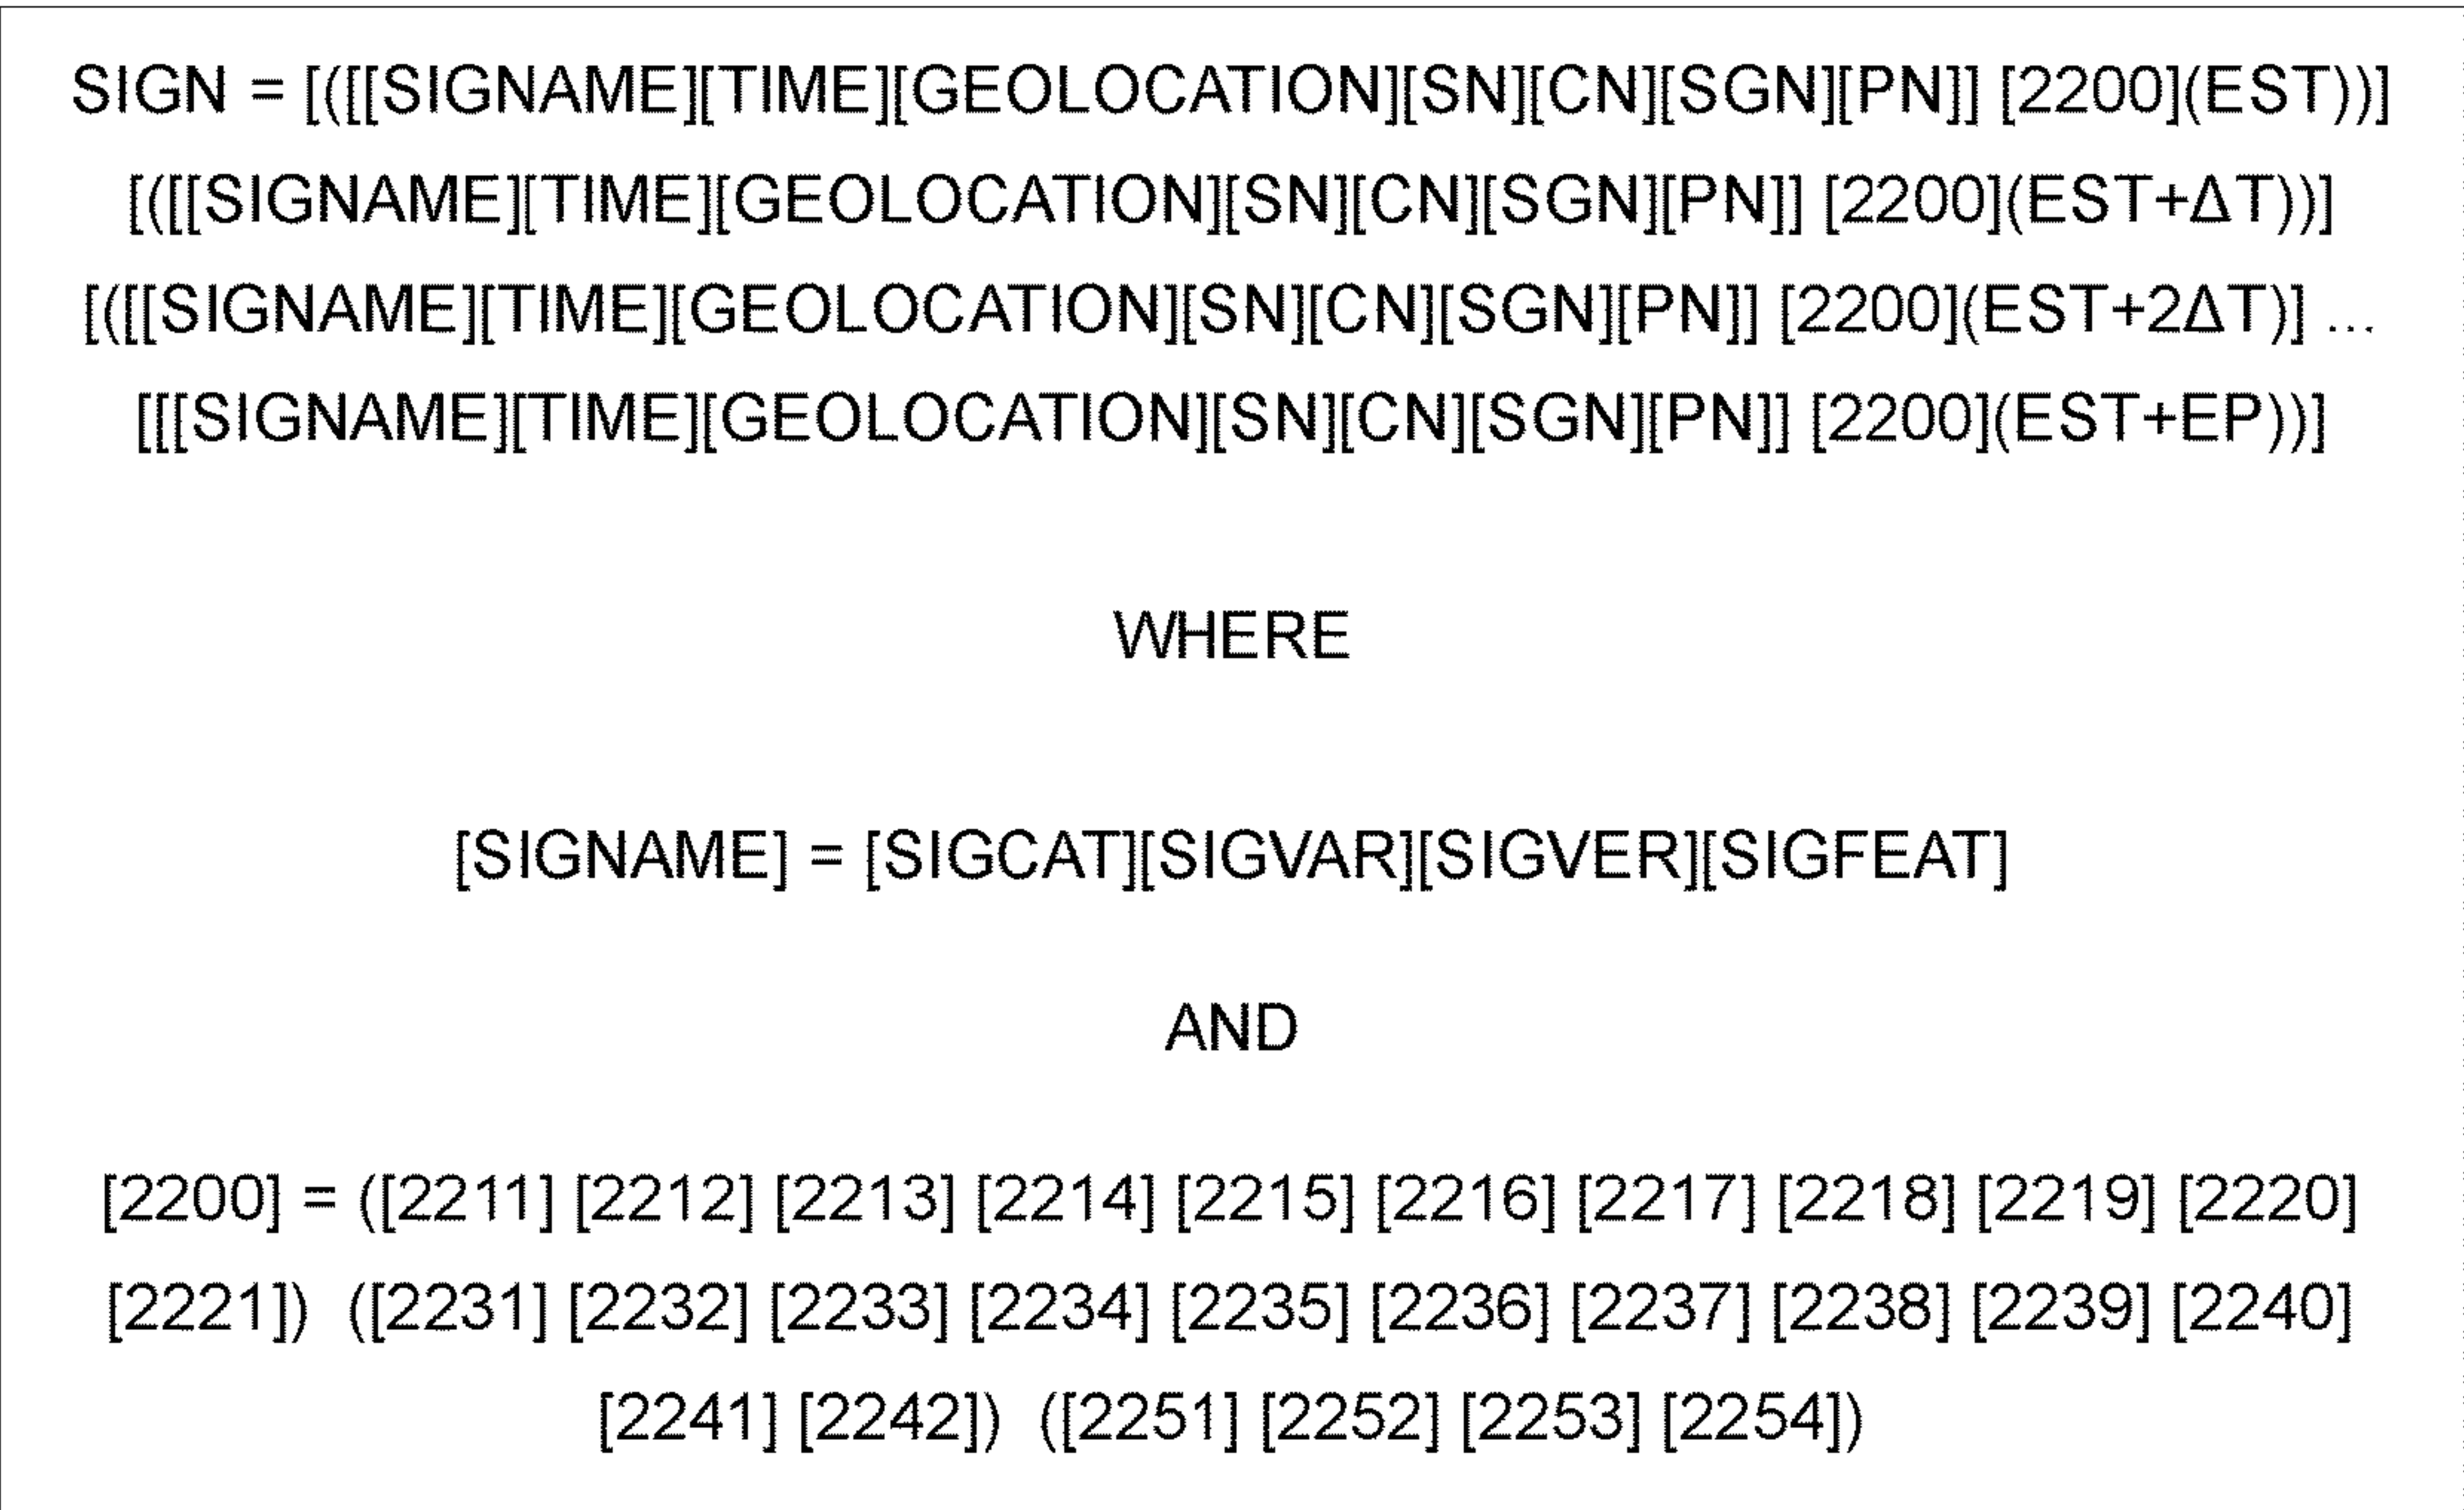 SIGN = [([[SIGNAME][TIME][GEOLOCATION][SN][CN][SGN][PN]] [2200](EST))]
[([[SIGNAME][TIME][GEOLOCATION][SN][CN][SGN][PN]] [2200](EST+ΔT))]
[([[SIGNAME][TIME][GEOLOCATION][SN][CN][SGN][PN]] [2200](EST+2ΔT)] ...
[[[SIGNAME][TIME][GEOLOCATION][SN][CN][SGN][PN]] [2200](EST+EP))]
WHERE
[SIGNAME] = [SIGCAT][SIGVAR][SIGVER][SIGFEAT]
AND
[2200] = ([2211] [2212] [2213] [2214] [2215] [2216] [2217] [2218] [2219] [2220]
[2221]) ([2231] [2232] [2233] [2234] [2235] [2236] [2237] [2238] [2239] [2240]
[2241] [2242]) ([2251] [2252] [2253] [2254])